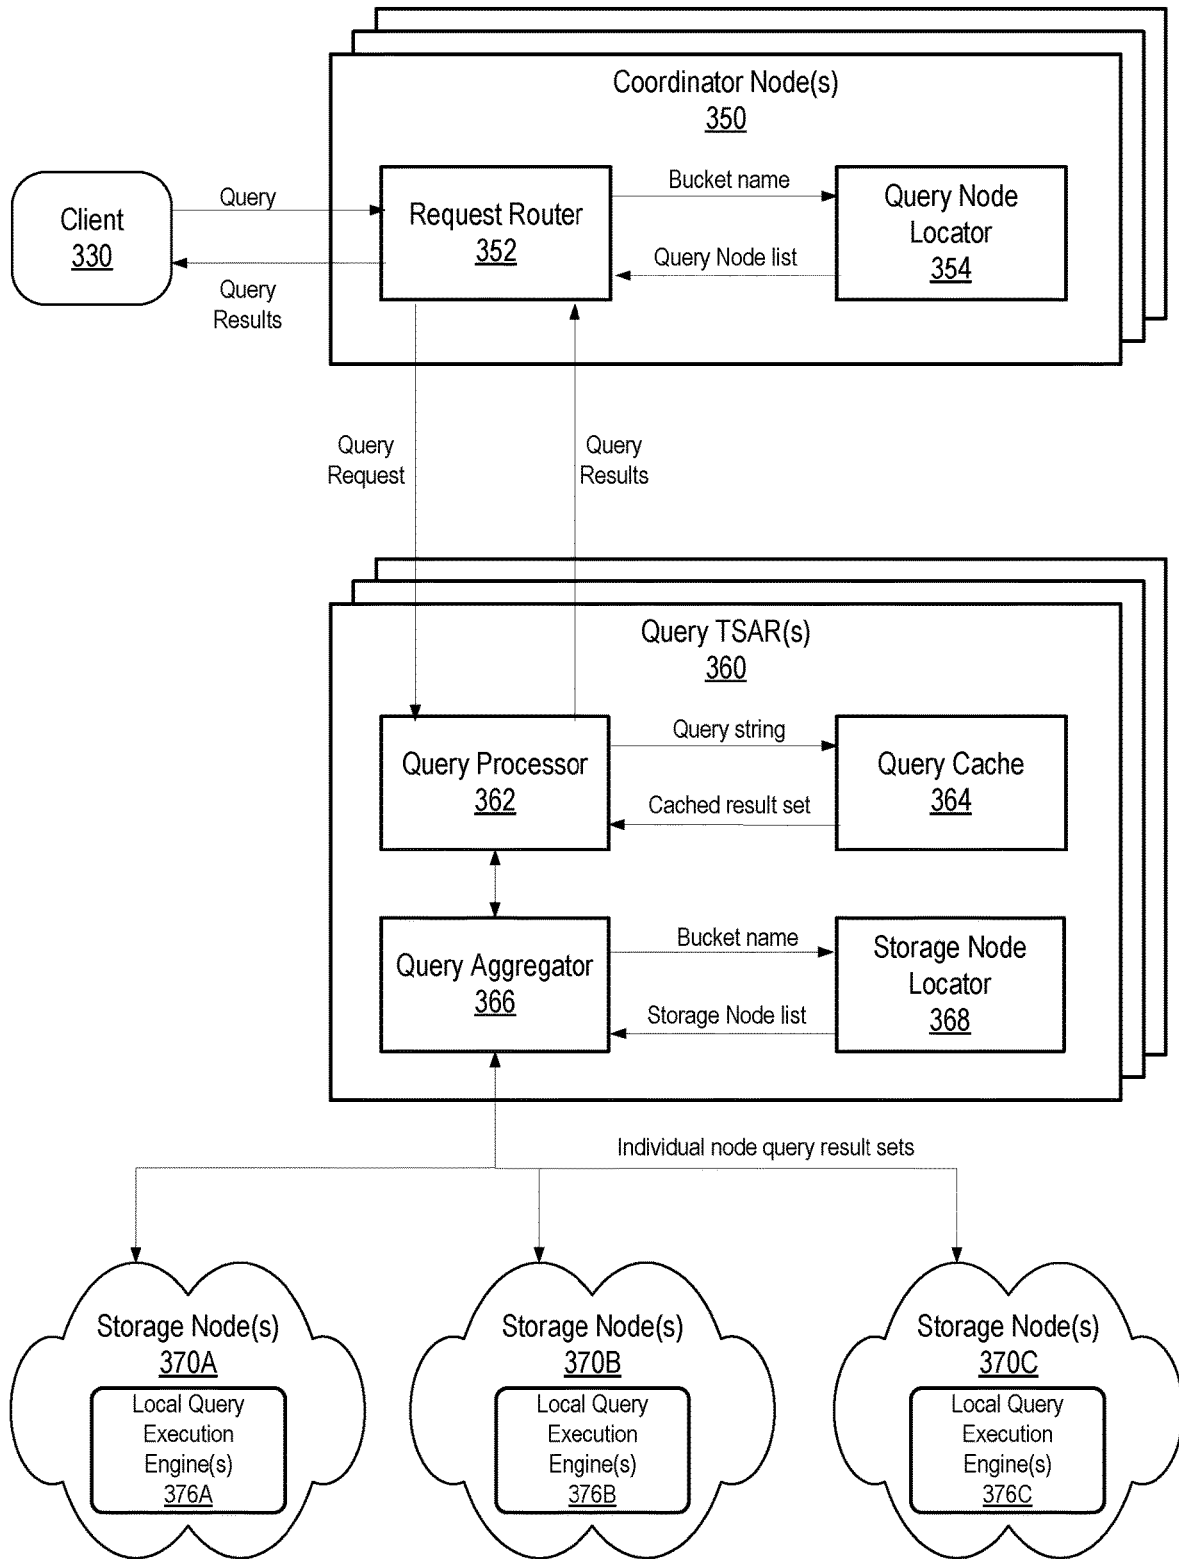 Coordinator Node(s)
350
Client
330
Query
Query
Results
Request Router
352
Bucket name
Query Node list
Query Node
Locator
354
Query
Request
Query
Results
Query TSAR(s)
360
Query Processor
362
Query string
Cached result set
Query Cache
364
Query Aggregator
366
Bucket name
Storage Node list
Storage Node
Locator
368
Individual node query result sets
Storage Node(s)
370A
Local Query
Execution
Engine(s)
376A
Storage Node(s)
370B
Local Query
Execution
Engine(s)
376B
Storage Node(s)
370C
Local Query
Execution
Engine(s)
376C